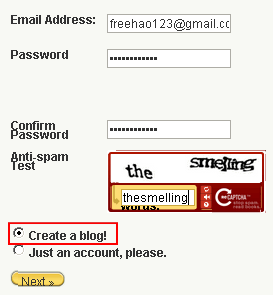 Email Address:
freehao123@gmail.co
Password
Confirm
Password
Anti-spam
Test
the smelling
thesmelling
words:
CAPTCHA
Create a blog!
Just an account, please.
Next »